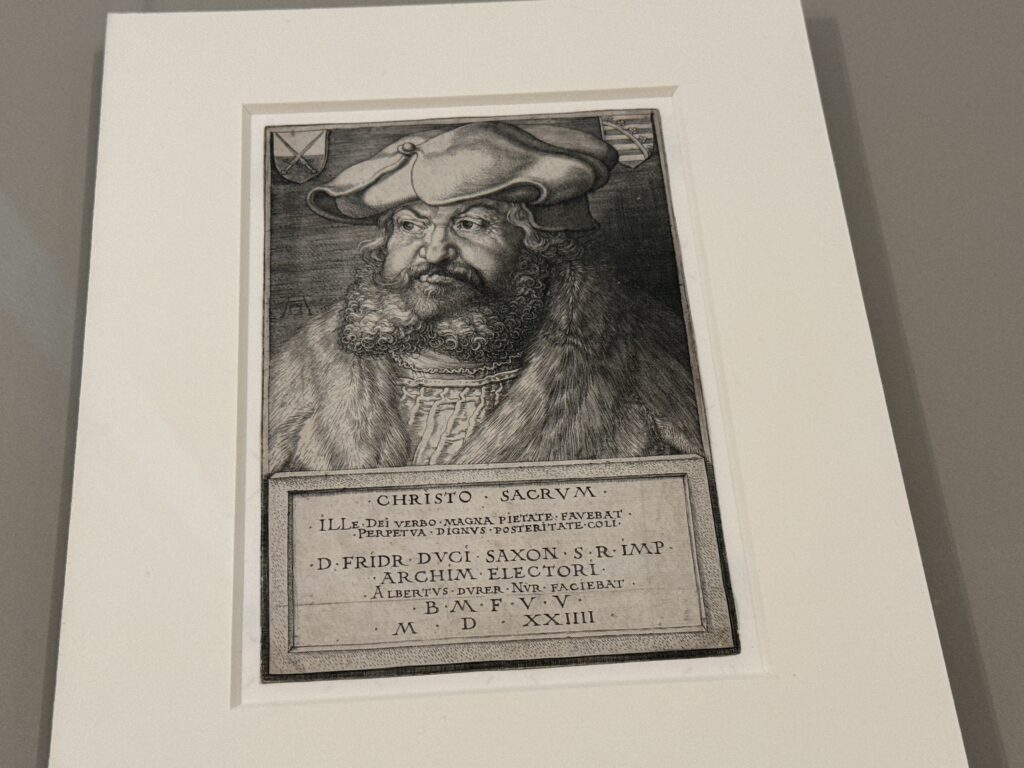 ·CHRISTO · SACRVM·
·ILLE·DEI VERBO·MAGNA PIETATE·FAVEBAT·
·PERPETVA·DIGNVS·POSTERITATE·COLI·
·D·FRIDR·DVCI·SAXON·S·R·IMP·
·ARCHIM·ELECTORI·
·ALBERTVS·DVRER·NVR·FACIEBAT·
·B·M·F·V·V·
·M·D·XXIIII·